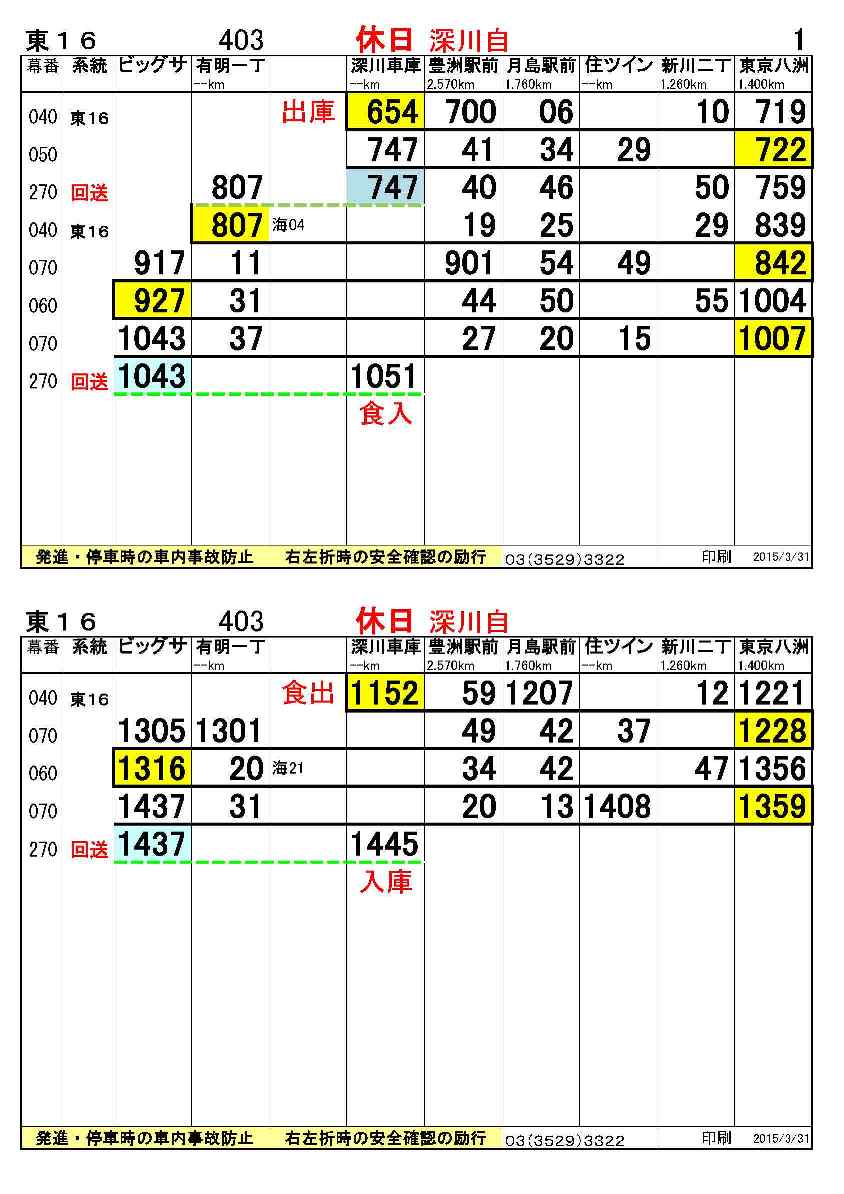 東１６ 403 休日 深川自 1
幕番 系統 ビッグサ 有明一丁 深川車庫 豊洲駅前 月島駅前 住ツイン 新川二丁 東京八洲
--km --km 2.570km 1.760km --km 1.260km 1.400km
040 東16 出庫 654 700 06 10 719
050 747 41 34 29 722
270 回送 807 747 40 46 50 759
040 東16 807 海04 19 25 29 839
070 917 11 901 54 49 842
060 927 31 44 50 55 1004
070 1043 37 27 20 15 1007
270 回送 1043 1051
食入
発進・停車時の車内事故防止 右左折時の安全確認の励行 03(3529)3322 印刷 2015/3/31
東１６ 403 休日 深川自
幕番 系統 ビッグサ 有明一丁 深川車庫 豊洲駅前 月島駅前 住ツイン 新川二丁 東京八洲
--km --km 2.570km 1.760km --km 1.260km 1.400km
040 東16 食出 1152 59 1207 12 1221
070 1305 1301 49 42 37 1228
060 1316 20 海21 34 42 47 1356
070 1437 31 20 13 1408 1359
270 回送 1437 1445
入庫
発進・停車時の車内事故防止 右左折時の安全確認の励行 03(3529)3322 印刷 2015/3/31